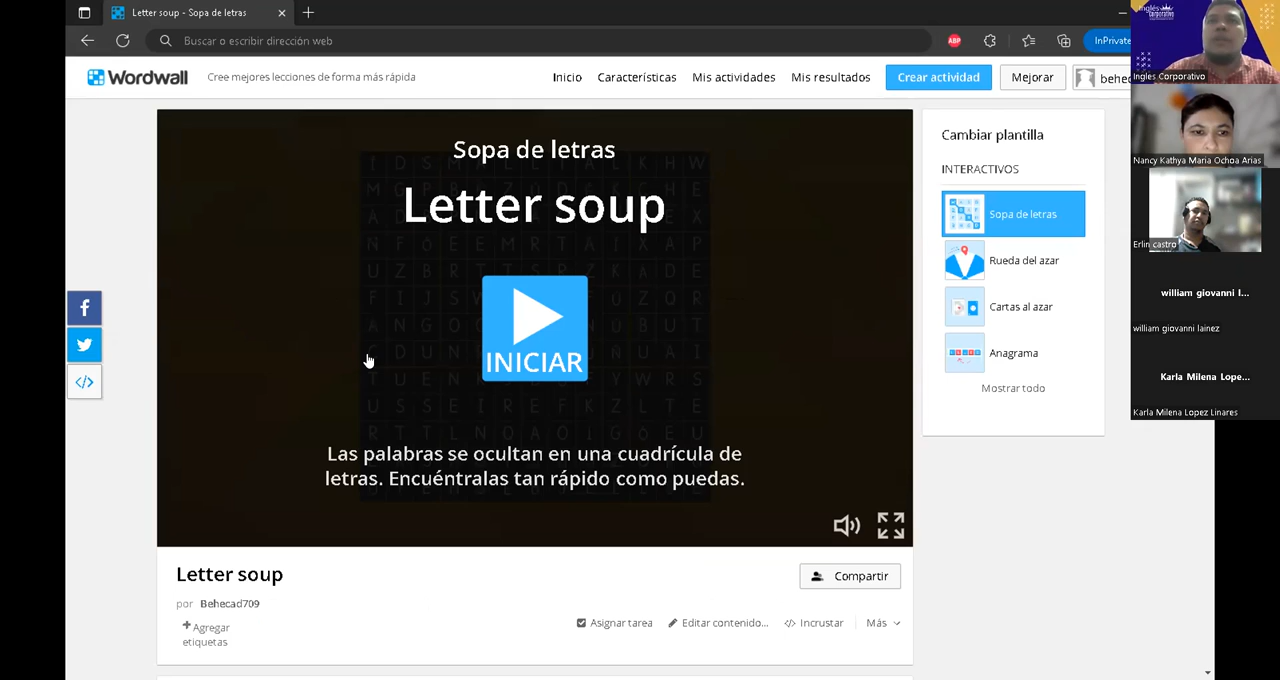 Letter soup - Sopa de letras
Buscar o escribir dirección web
ABP
InPrivate
Wordwall
Cree mejores lecciones de forma más rápida
Inicio
Características
Mis actividades
Mis resultados
Crear actividad
Mejorar
Sopa de letras
Letter soup
INICIAR
Las palabras se ocultan en una cuadrícula de
letras. Encuéntralas tan rápido como puedas.
Cambiar plantilla
INTERACTIVOS
Sopa de letras
Rueda del azar
Cartas al azar
Anagrama
Mostrar todo
Letter soup
Compartir
por Behecad709
Agregar
etiquetas
Asignar tarea
Editar contenido...
Incrustar
Más
Inglés
Corporativo
Ingles Corporativo
Nancy Kathya Maria Ochoa Arias
Erlin castro
william giovanni l...
william giovanni lainez
Karla Milena Lope...
Karla Milena Lopez Linares